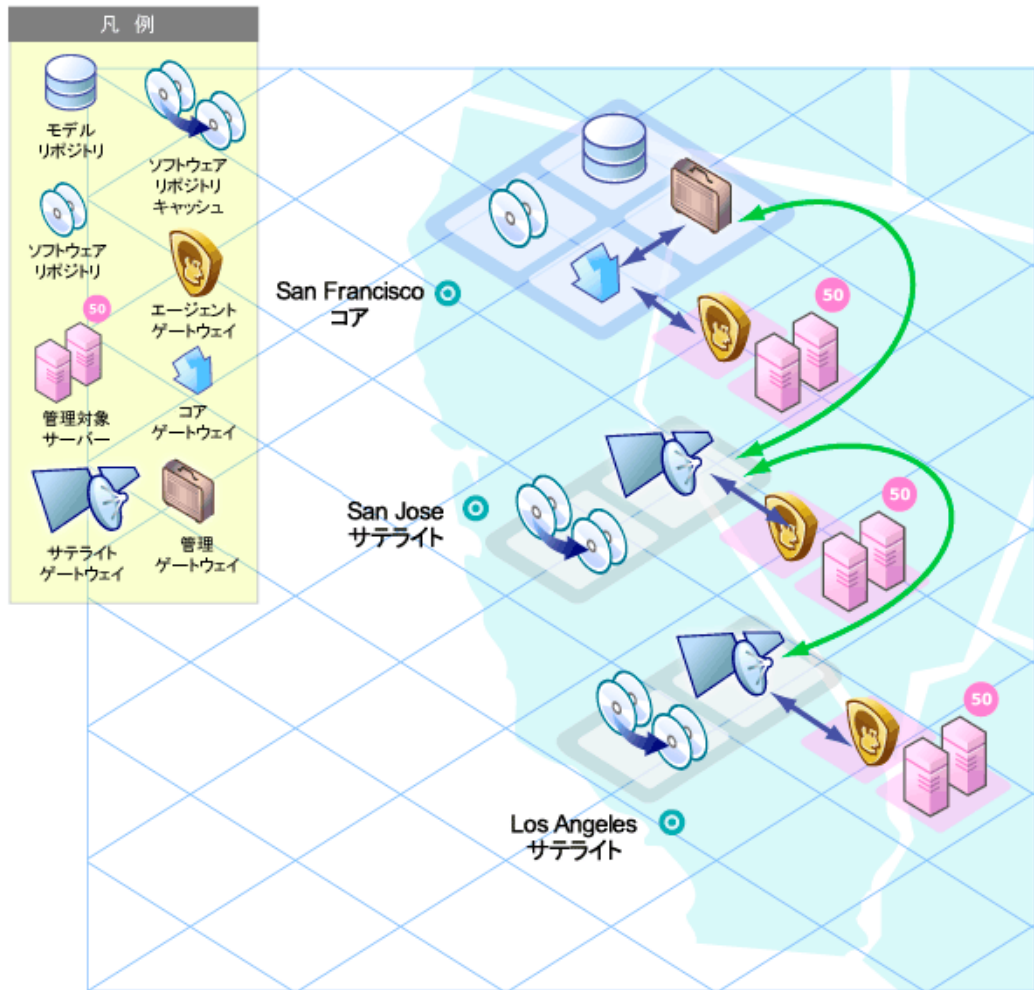 凡 例
モデル
リポジトリ
ソフトウェア
リポジトリ
キャッシュ
ソフトウェア
リポジトリ
エージェント
ゲートウェイ
50
管理対象
サーバー
コア
ゲートウェイ
サテライト
ゲートウェイ
管理
ゲートウェイ
San Francisco
コア
50
San Jose
サテライト
50
Los Angeles
サテライト
50